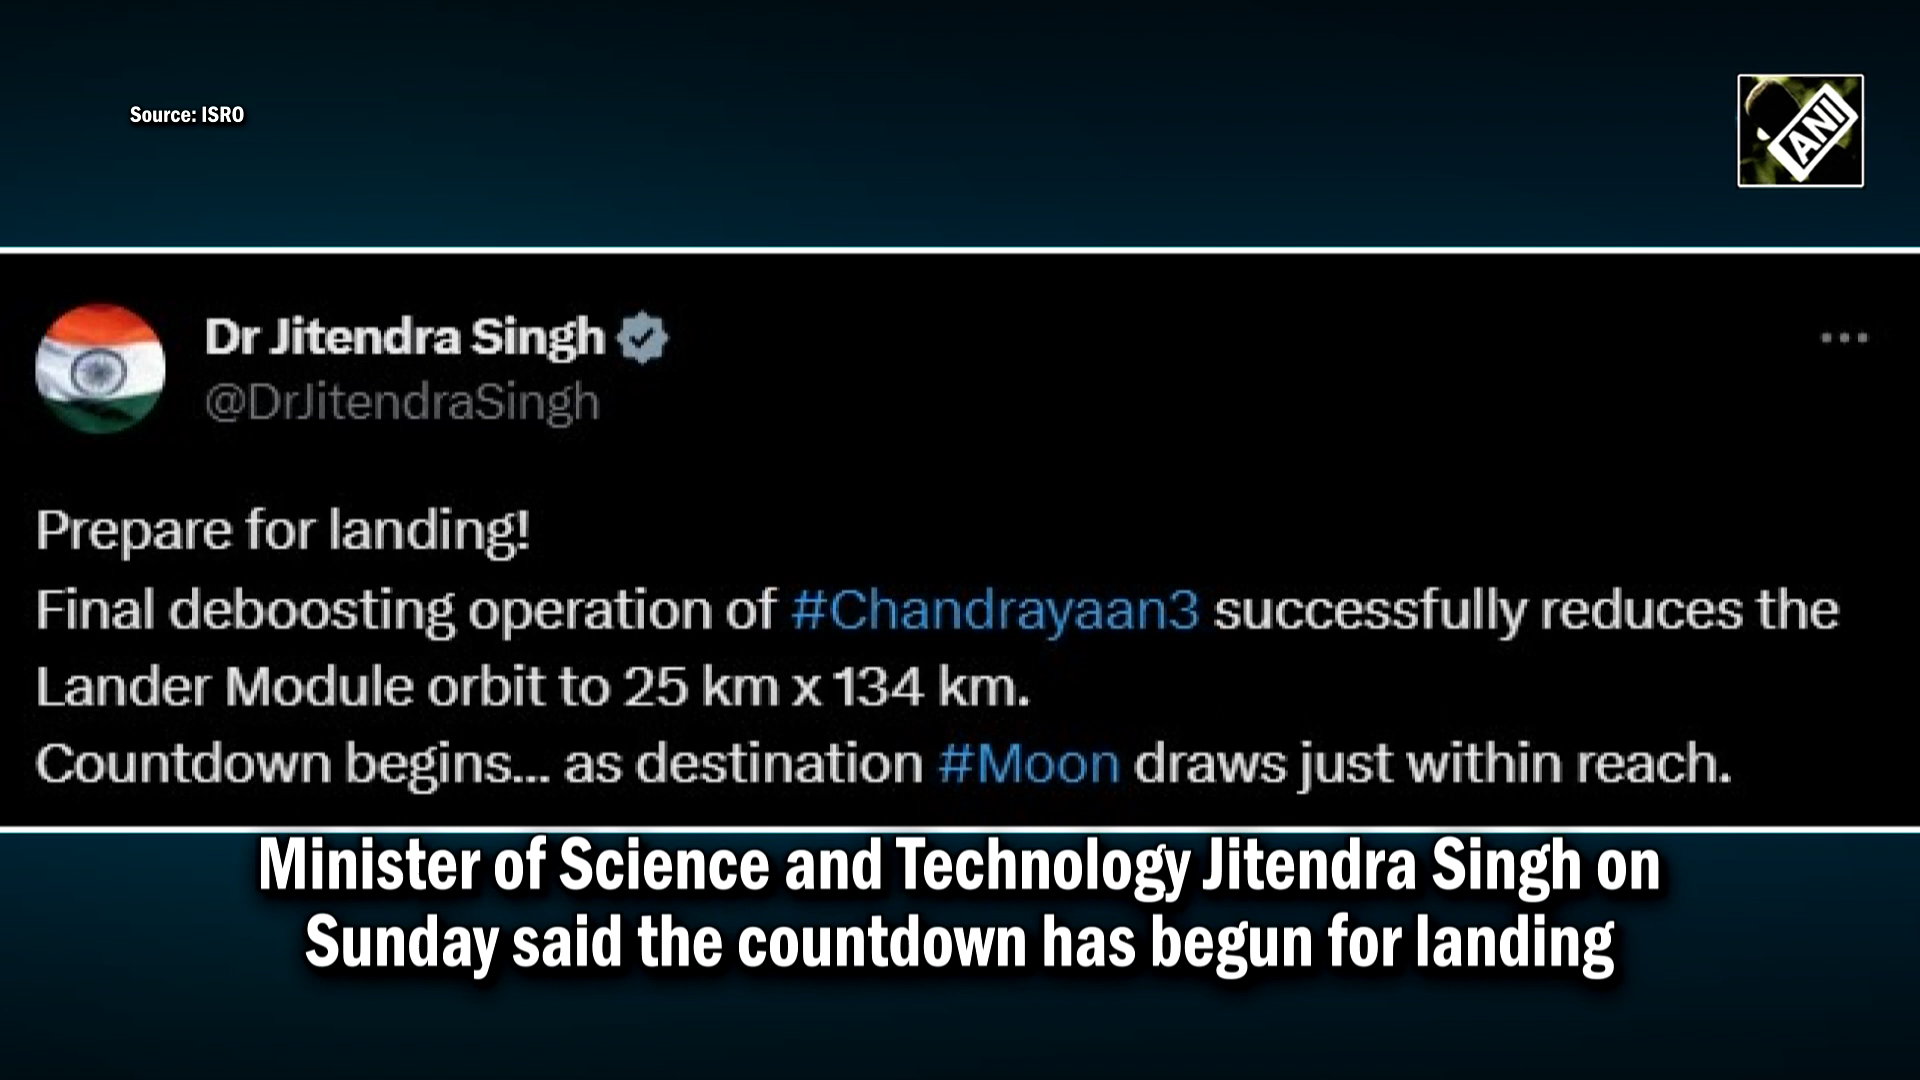 Source: ISRO
ANI
Dr Jitendra Singh
@DrJitendraSingh
Prepare for landing!
Final deboosting operation of #Chandrayaan3 successfully reduces the
Lander Module orbit to 25 km x 134 km.
Countdown begins... as destination #Moon draws just within reach.
Minister of Science and Technology Jitendra Singh on
Sunday said the countdown has begun for landing